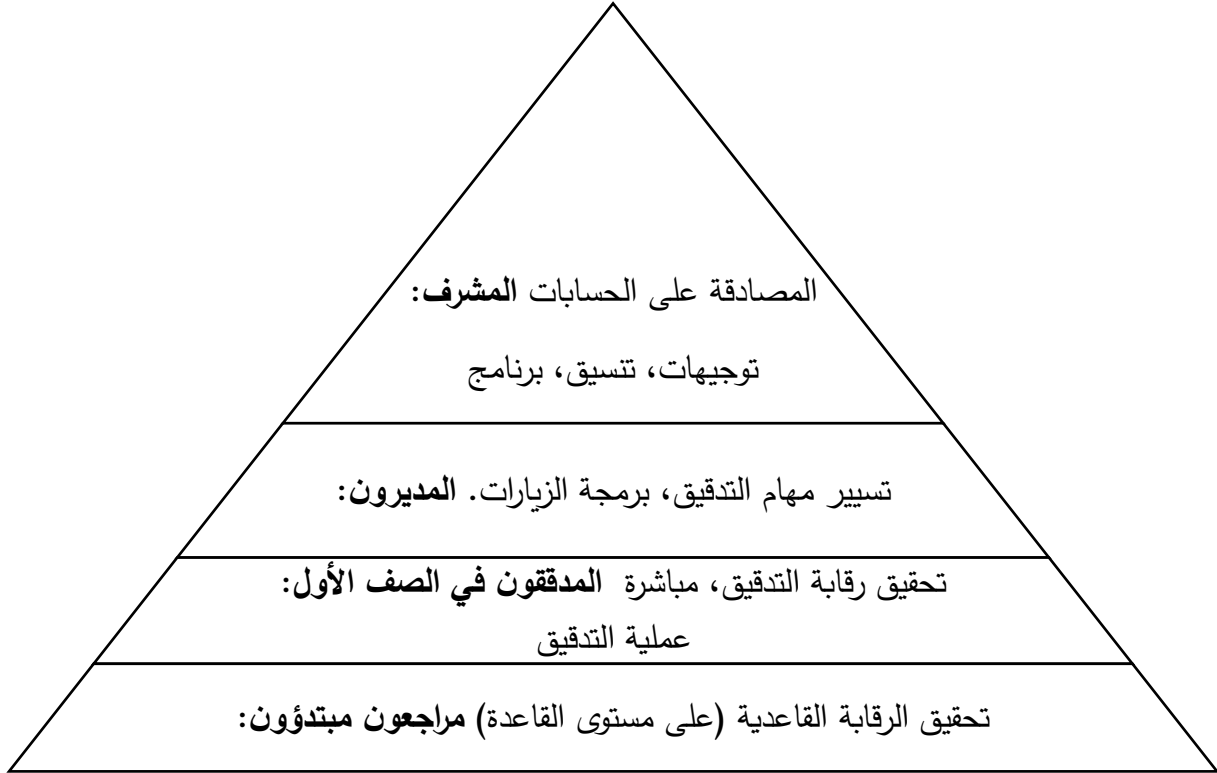 المصادقة على الحسابات المشرف:
توجيهات، تنسيق، برنامج
تسيير مهام التدقيق، برمجة الزيارات. المديرون:
تحقيق رقابة التدقيق، مباشرة المدققون في الصف الأول:
عملية التدقيق
تحقيق الرقابة القاعدية (على مستوى القاعدة) مراجعون مبتدؤون: